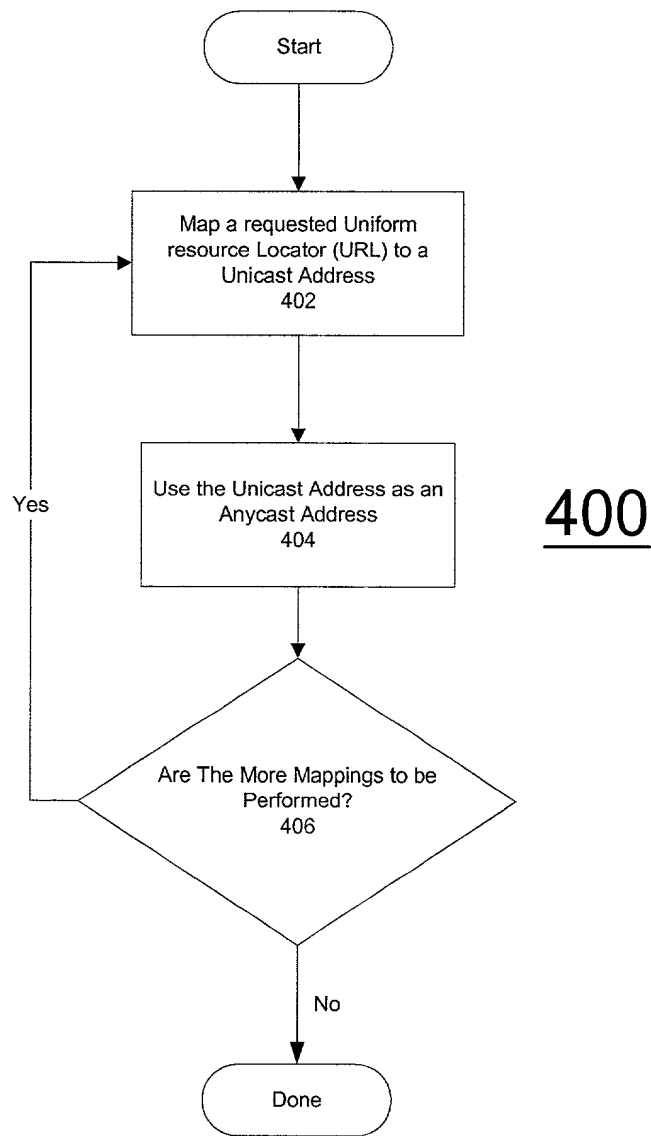 Start
Map a requested Uniform
resource Locator (URL) to a
Unicast Address
402
Use the Unicast Address as an
Anycast Address
404
Yes
400
Are The More Mappings to be
Performed?
406
No
Done